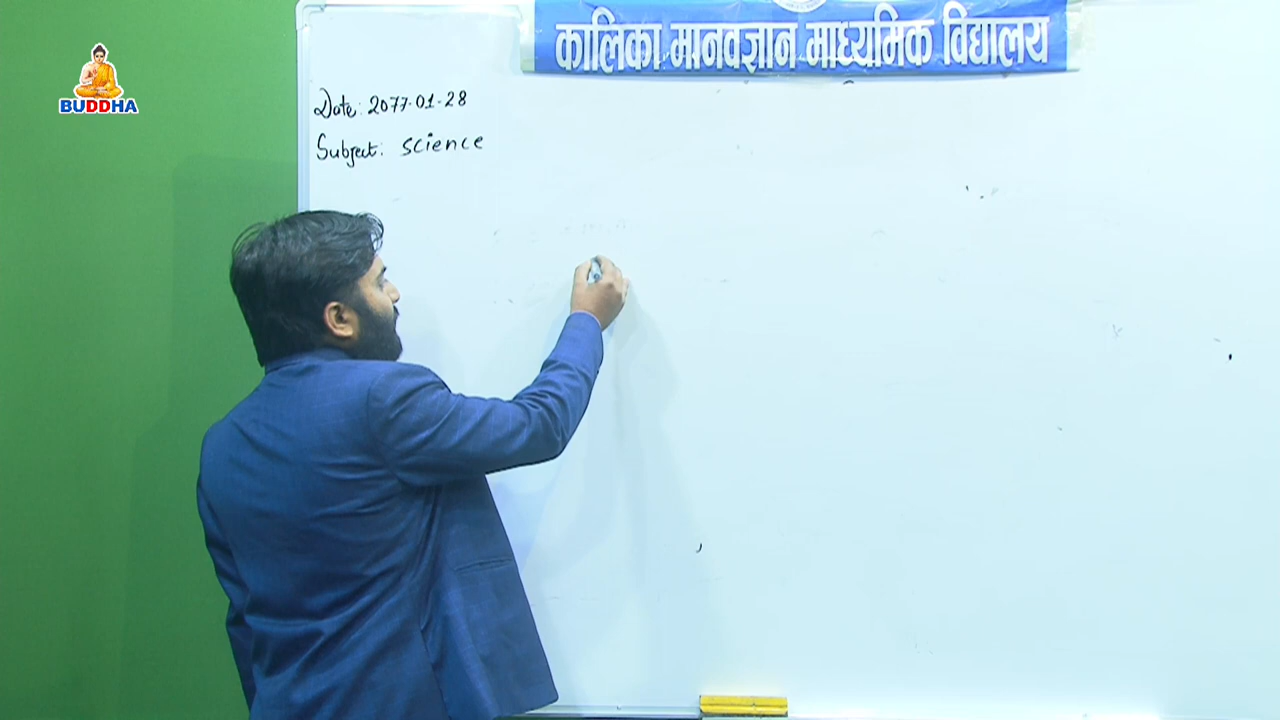 BUDDHA
कालिका मानवज्ञान माध्यमिक विद्यालय
Date: 2077-01-28
Subject: Science